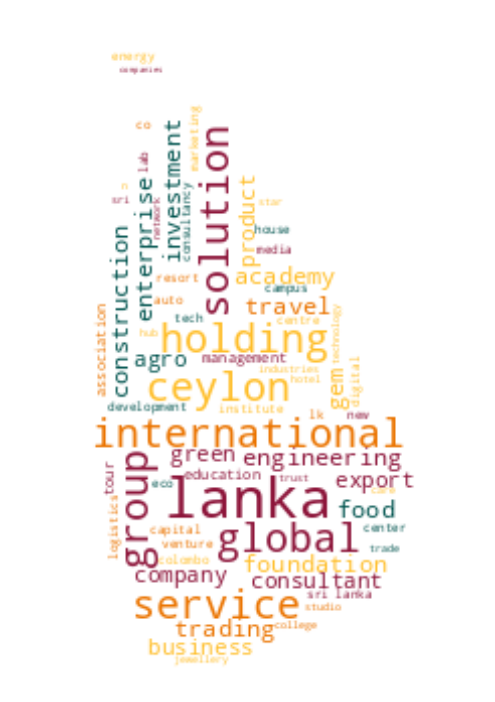 energy
companies
co
marketing
investment
solution
lab
enterprise
n
sri
network
consultancy
product
star
construction
house
media
resort
academy
campus
auto
travel
association
tech
centre
technology
hub
holding
agro
management
industries
digital
ceylon
hotel
gem
development
institute
lk
new
international
group
green
engineering
tour
education
export
eco
trust
lanka
care
food
logistics
capital
global
center
venture
trade
colombo
foundation
company
consultant
sri lanka
service
studio
trading
college
business
jewellery